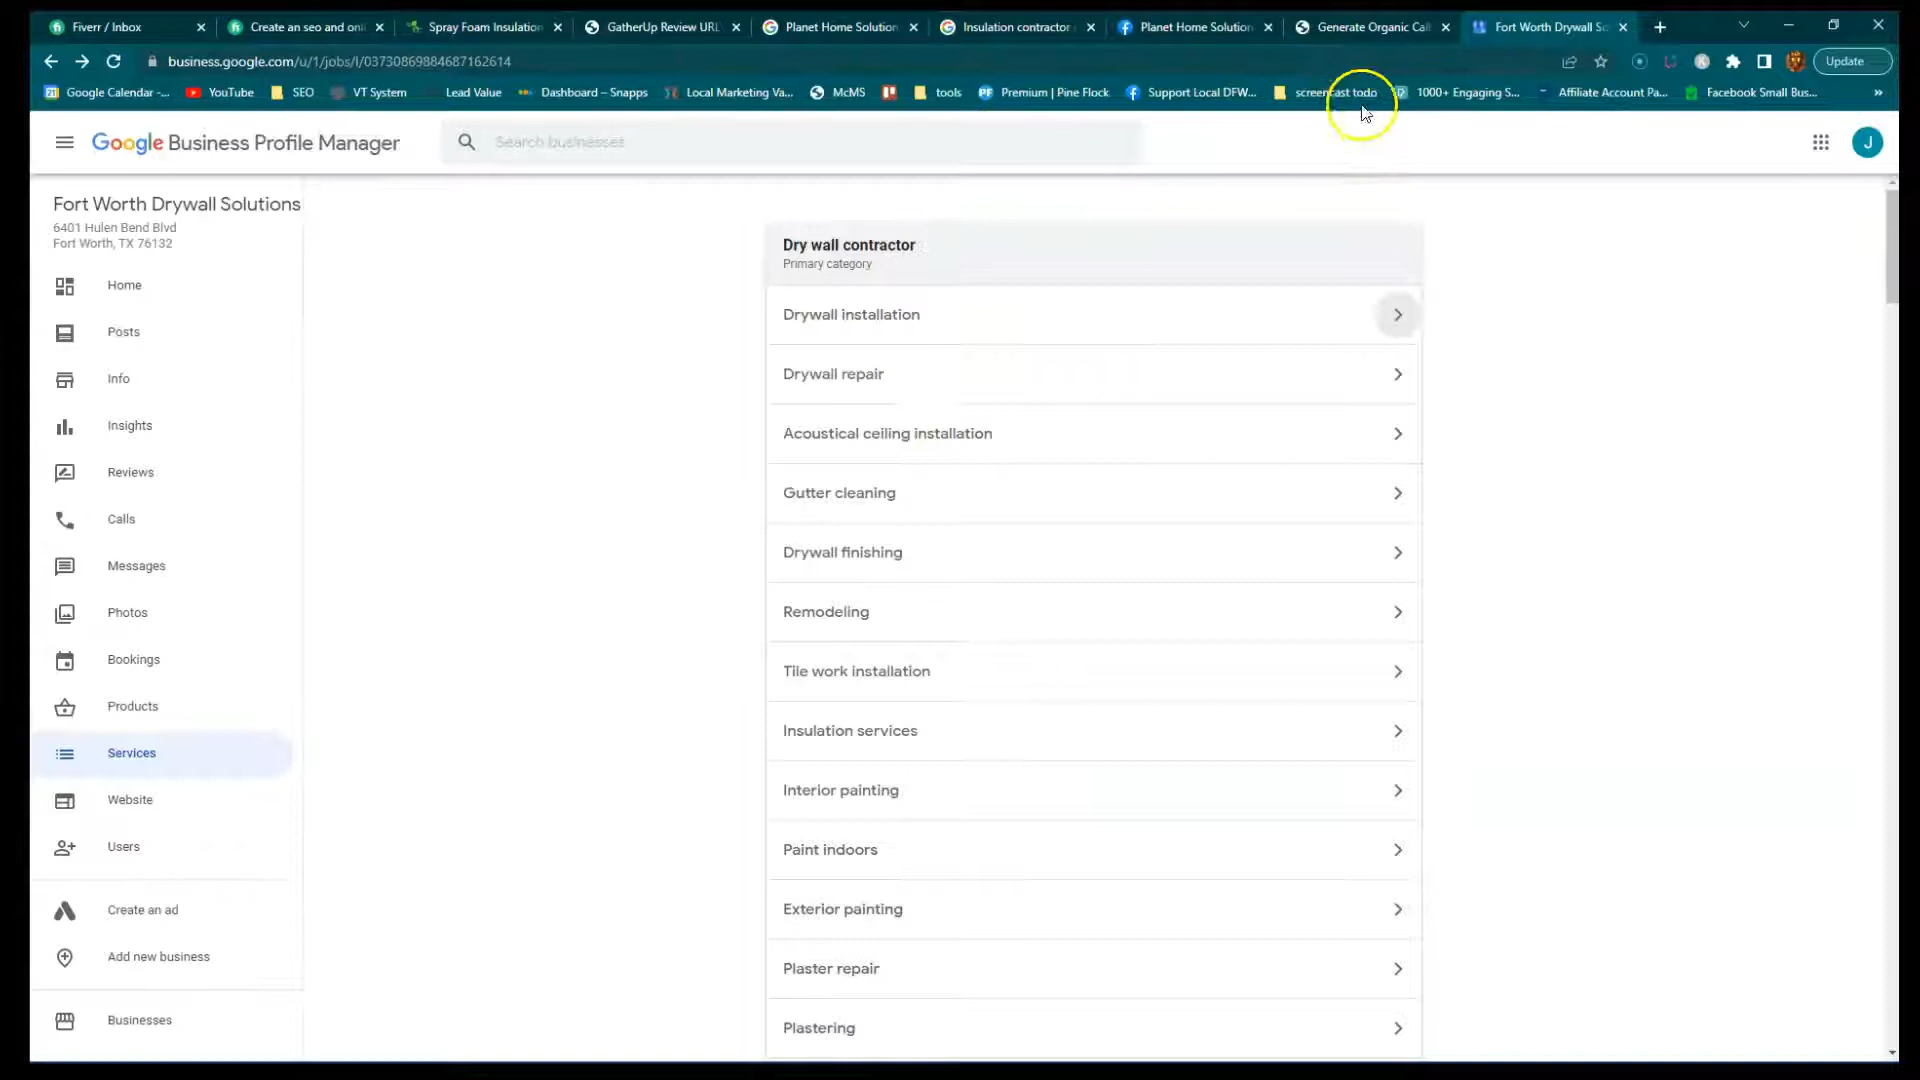 Fiverr / Inbox
Create an seo and onl
Spray Foam Insulation
GatherUp Review URL
Planet Home Solution
Insulation contractor
Planet Home Solution
Generate Organic Call
Fort Worth Drywall So
business.google.com/u/1/jobs/l/03730869884687162614
Update
Google Calendar -...
YouTube
SEO
VT System
Lead Value
Dashboard – Snapps
Local Marketing Va...
McMS
tools
PF Premium | Pine Flock
Support Local DFW...
screencast todo
1000+ Engaging S...
Affiliate Account Pa...
Facebook Small Bus...
»
Google Business Profile Manager
Search businesses
J
Fort Worth Drywall Solutions
6401 Hulen Bend Blvd
Fort Worth, TX 76132
Home
Posts
Info
Insights
Reviews
Calls
Messages
Photos
Bookings
Products
Services
Website
Users
Create an ad
Add new business
Businesses
Dry wall contractor
Primary category
Drywall installation
Drywall repair
Acoustical ceiling installation
Gutter cleaning
Drywall finishing
Remodeling
Tile work installation
Insulation services
Interior painting
Paint indoors
Exterior painting
Plaster repair
Plastering